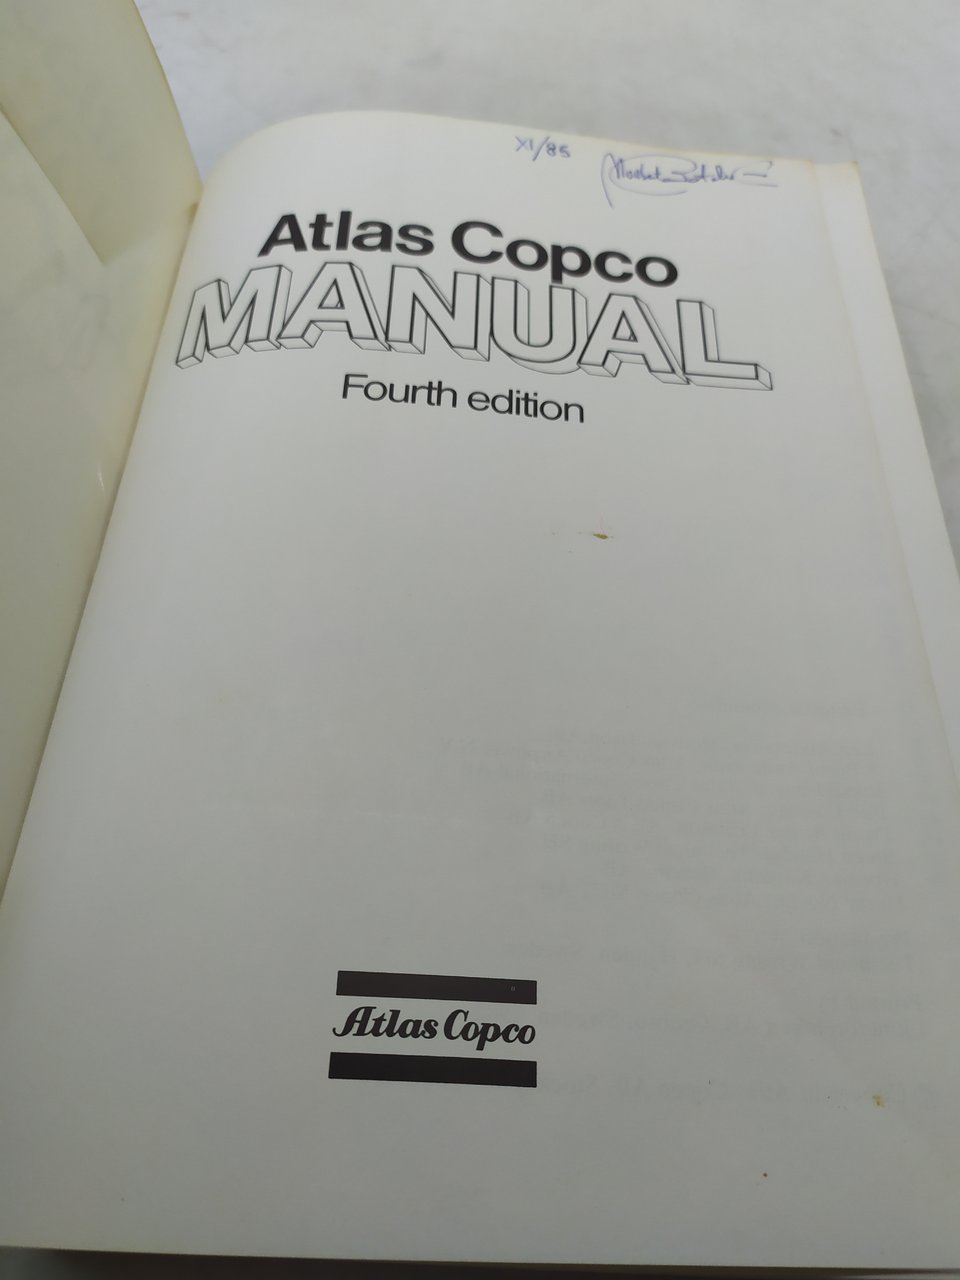 XI/85
Atlas Copco
MANUAL
Fourth edition
Atlas Copco